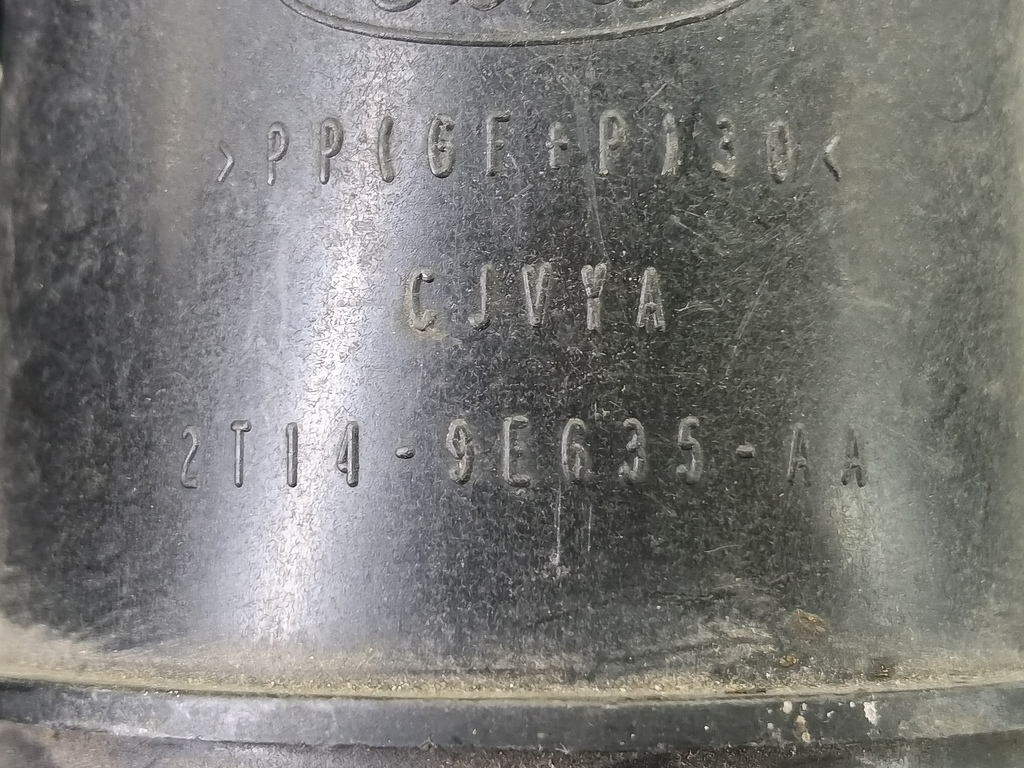 >PP(GF+P)30<
CJVYA
2T14-9E635-AA